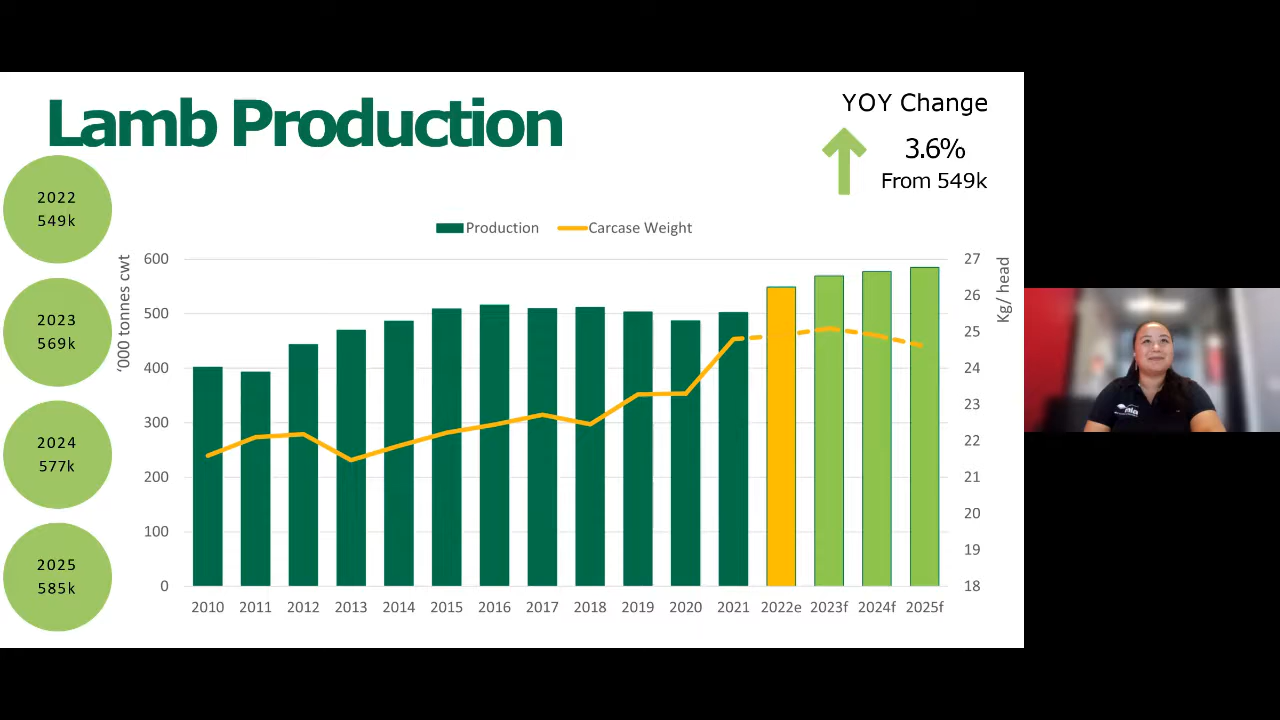 Lamb Production
YOY Change
3.6%
From 549k
2022
549k
2023
569k
2024
577k
2025
585k
Production
Carcase Weight
'000 tonnes cwt
600
500
400
300
200
100
0
27
26
25
24
23
22
21
20
19
18
Kg/ head
2010 2011 2012 2013 2014 2015 2016 2017 2018 2019 2020 2021 2022e 2023f 2024f 2025f
mla